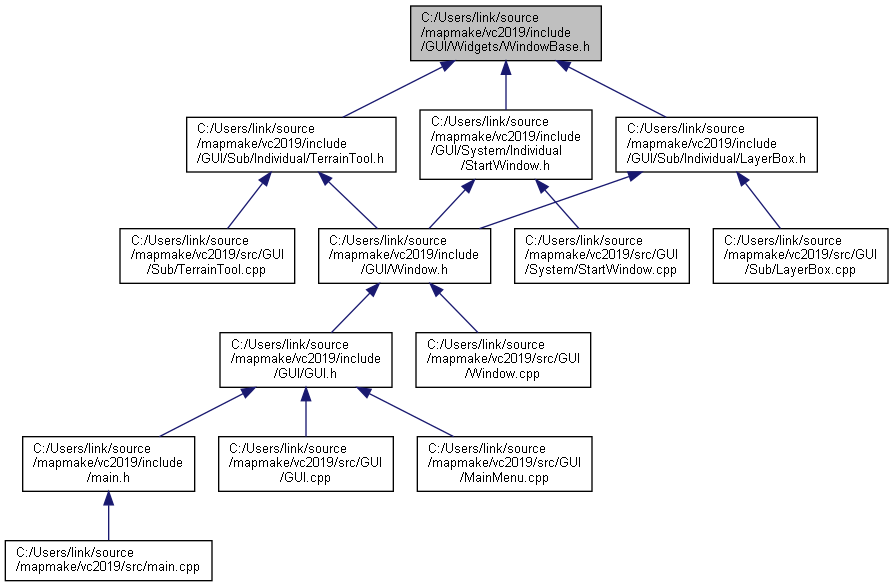 C:/Users/link/source
/mapmake/vc2019/include
/GUI/Widgets/WindowBase.h
C:/Users/link/source
/mapmake/vc2019/include
/GUI/Sub/Individual/TerrainTool.h
C:/Users/link/source
/mapmake/vc2019/include
/GUI/System/Individual
/StartWindow.h
C:/Users/link/source
/mapmake/vc2019/include
/GUI/Sub/Individual/LayerBox.h
C:/Users/link/source
/mapmake/vc2019/src/GUI
/Sub/TerrainTool.cpp
C:/Users/link/source
/mapmake/vc2019/include
/GUI/Window.h
C:/Users/link/source
/mapmake/vc2019/src/GUI
/System/StartWindow.cpp
C:/Users/link/source
/mapmake/vc2019/src/GUI
/Sub/LayerBox.cpp
C:/Users/link/source
/mapmake/vc2019/include
/GUI/GUI.h
C:/Users/link/source
/mapmake/vc2019/src/GUI
/Window.cpp
C:/Users/link/source
/mapmake/vc2019/include
/main.h
C:/Users/link/source
/mapmake/vc2019/src/GUI
/GUI.cpp
C:/Users/link/source
/mapmake/vc2019/src/GUI
/MainMenu.cpp
C:/Users/link/source
/mapmake/vc2019/src/main.cpp